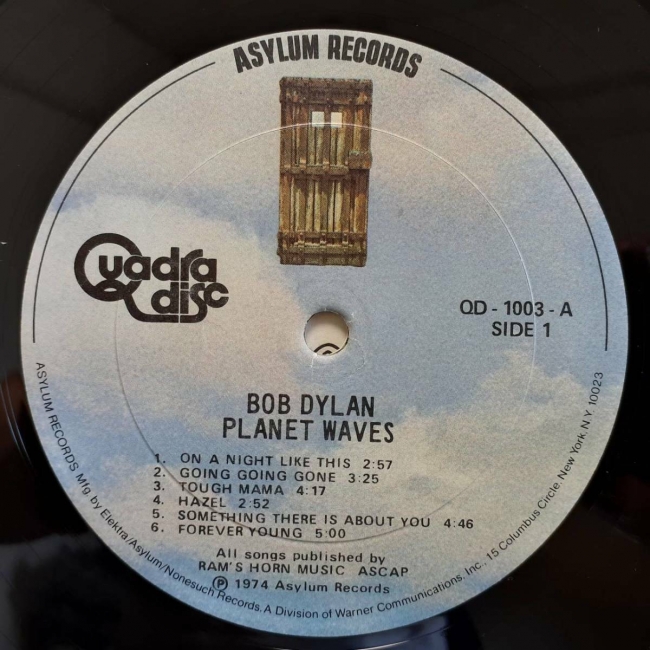 ASYLUM RECORDS
Quadra
disc
QD - 1003 - A
SIDE 1
BOB DYLAN
PLANET WAVES
1. ON A NIGHT LIKE THIS 2:57
2. GOING GOING GONE 3:25
3. TOUGH MAMA 4:17
4. HAZEL 2:52
5. SOMETHING THERE IS ABOUT YOU 4:46
6. FOREVER YOUNG 5:00
All songs published by
RAM'S HORN MUSIC ASCAP
Ⓟ 1974 Asylum Records
ASYLUM RECORDS Mfg. by Elektra/Asylum/Nonesuch Records, A Division of Warner Communications, Inc., 15 Columbus Circle, New York, N.Y. 10023